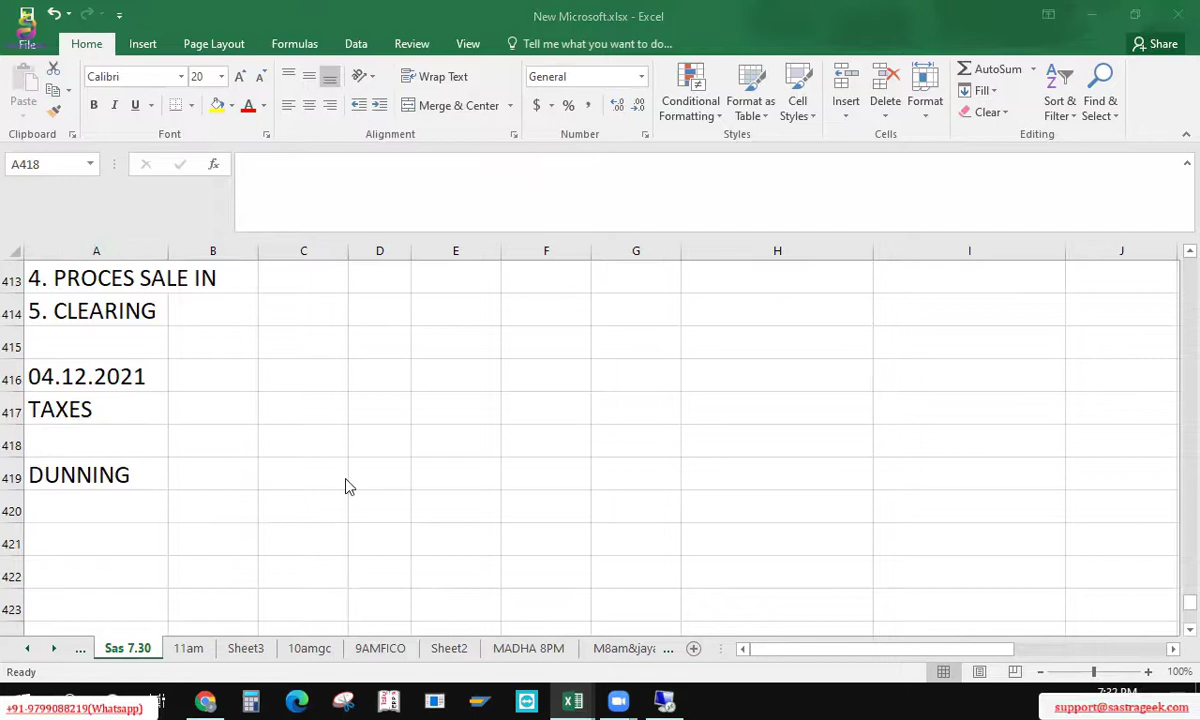 New Microsoft.xlsx - Excel
File
Home
Insert
Page Layout
Formulas
Data
Review
View
Tell me what you want to do...
Share
Paste
Clipboard
Calibri
20
B I U
Font
Wrap Text
Merge & Center
Alignment
General
$ % ,
Number
Conditional Formatting
Format as Table
Cell Styles
Styles
Insert
Delete
Format
Cells
AutoSum
Fill
Clear
Sort & Filter
Find & Select
Editing
A418
fx
A B C D E F G H I J
413 4. PROCES SALE IN
414 5. CLEARING
415
416 04.12.2021
417 TAXES
418
419 DUNNING
420
421
422
423
... Sas 7.30 11am Sheet3 10amgc 9AMFICO Sheet2 MADHA 8PM M8am&jaya ...
Ready
100%
7:32 PM
+91-9799088219(Whatsapp)
support@sastrageek.com